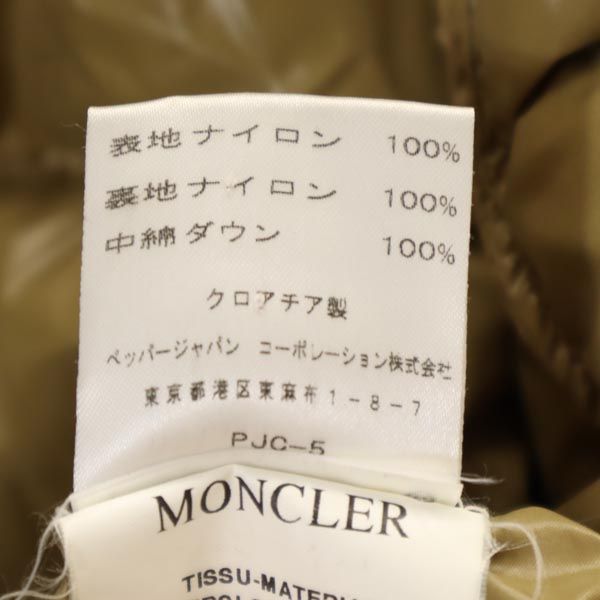 表地ナイロン 100%
裏地ナイロン 100%
中綿ダウン 100%
クロアチア製
ペッパージャパン コーポレーション株式会社
東京都港区東麻布1-8-7
PJC-5
MONCLER
TISSU-MATERI